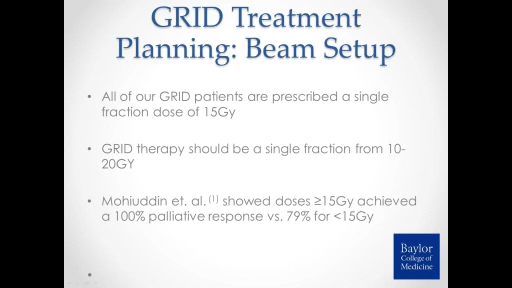 GRID Treatment
Planning: Beam Setup
• All of our GRID patients are prescribed a single
fraction dose of 15Gy
• GRID therapy should be a single fraction from 10-
20GY
• Mohiuddin et. al. (1) showed doses ≥15Gy achieved
a 100% palliative response vs. 79% for <15Gy
•
Baylor
College of
Medicine